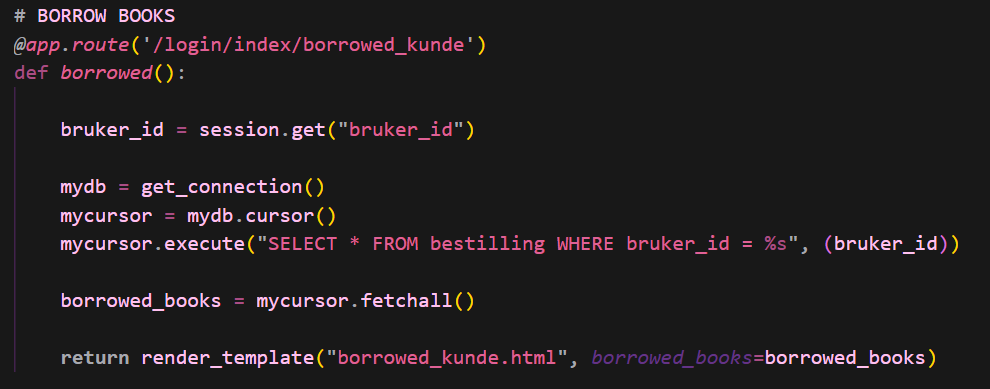 # BORROW BOOKS
@app.route('/login/index/borrowed_kunde')
def borrowed():
bruker_id = session.get("bruker_id")
mydb = get_connection()
mycursor = mydb.cursor()
mycursor.execute("SELECT * FROM bestilling WHERE bruker_id = %s", (bruker_id))
borrowed_books = mycursor.fetchall()
return render_template("borrowed_kunde.html", borrowed_books=borrowed_books)